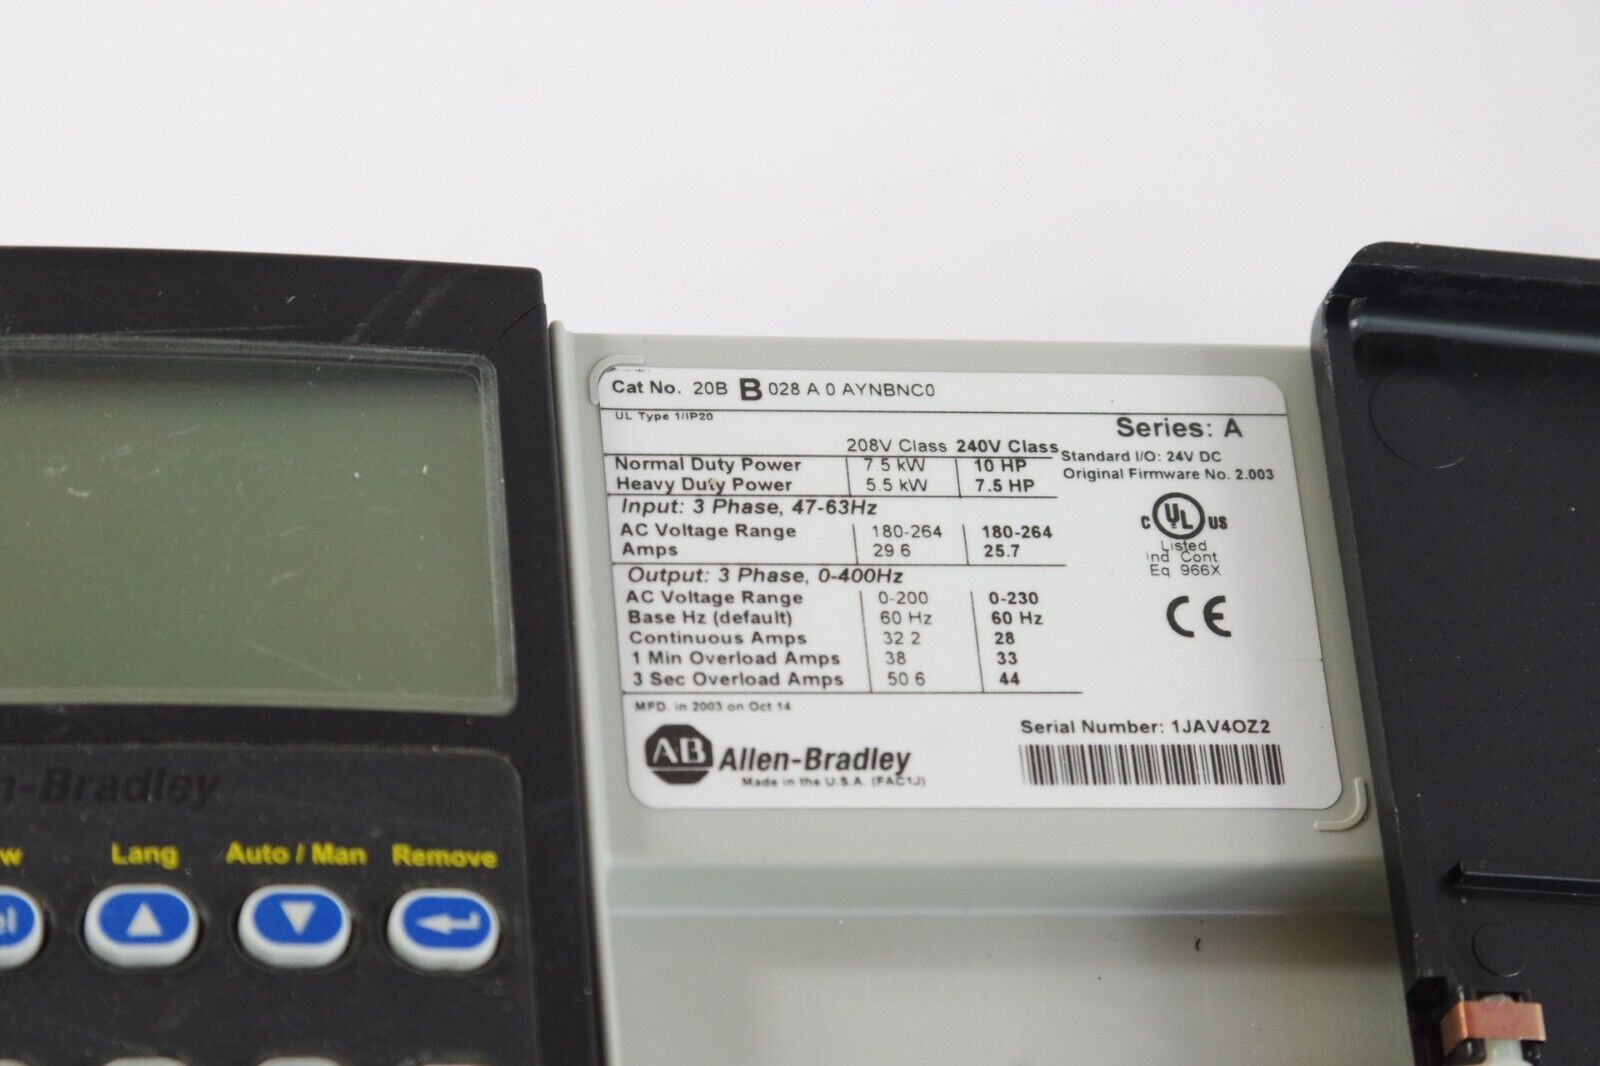 Cat No. 20B B 028 A 0 AYNBNC0
UL Type 1/IP20
Series: A
Standard I/O: 24V DC
Original Firmware No. 2.003
208V Class 240V Class
Normal Duty Power 7.5 kW 10 HP
Heavy Duty Power 5.5 kW 7.5 HP
Input: 3 Phase, 47-63Hz
AC Voltage Range 180-264 180-264
Amps 29.6 25.7
Output: 3 Phase, 0-400Hz
AC Voltage Range 0-200 0-230
Base Hz (default) 60 Hz 60 Hz
Continuous Amps 32.2 28
1 Min Overload Amps 38 33
3 Sec Overload Amps 50.6 44
C UL US
Listed
Ind Cont
Eq 966X
CE
MFD. in 2003 on Oct 14
AB Allen-Bradley
Made in the U.S.A. (FAC1J)
Serial Number: 1JAV4OZ2
n-Bradley
w Lang Auto / Man Remove
el